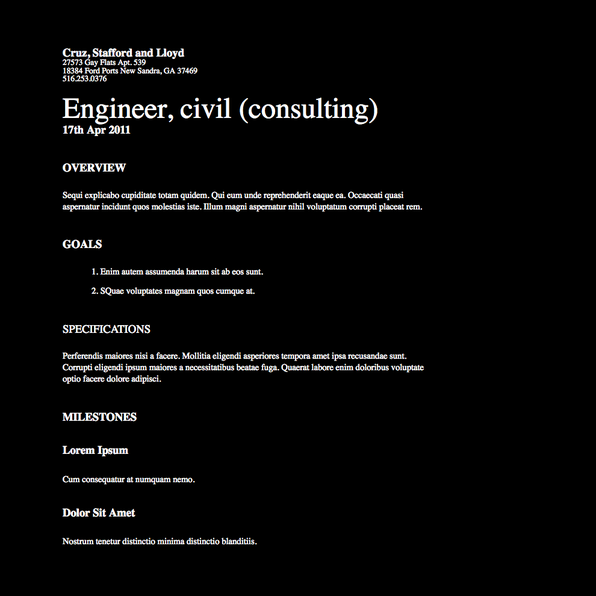 Cruz, Stafford and Lloyd
27573 Gay Flats Apt. 539
18384 Ford Ports New Sandra, GA 37469
516.253.0376
Engineer, civil (consulting)
17th Apr 2011
OVERVIEW
Sequi explicabo cupiditate totam quidem. Qui eum unde reprehenderit eaque ea. Occaecati quasi
aspernatur incidunt quos molestias iste. Illum magni aspernatur nihil voluptatum corrupti placeat rem.
GOALS
1. Enim autem assumenda harum sit ab eos sunt.
2. SQuae voluptates magnam quos cumque at.
SPECIFICATIONS
Perferendis maiores nisi a facere. Mollitia eligendi asperiores tempora amet ipsa recusandae sunt.
Corrupti eligendi ipsum maiores a necessitatibus beatae fuga. Quaerat labore enim doloribus voluptate
optio facere dolore adipisci.
MILESTONES
Lorem Ipsum
Cum consequatur at numquam nemo.
Dolor Sit Amet
Nostrum tenetur distinctio minima distinctio blanditiis.